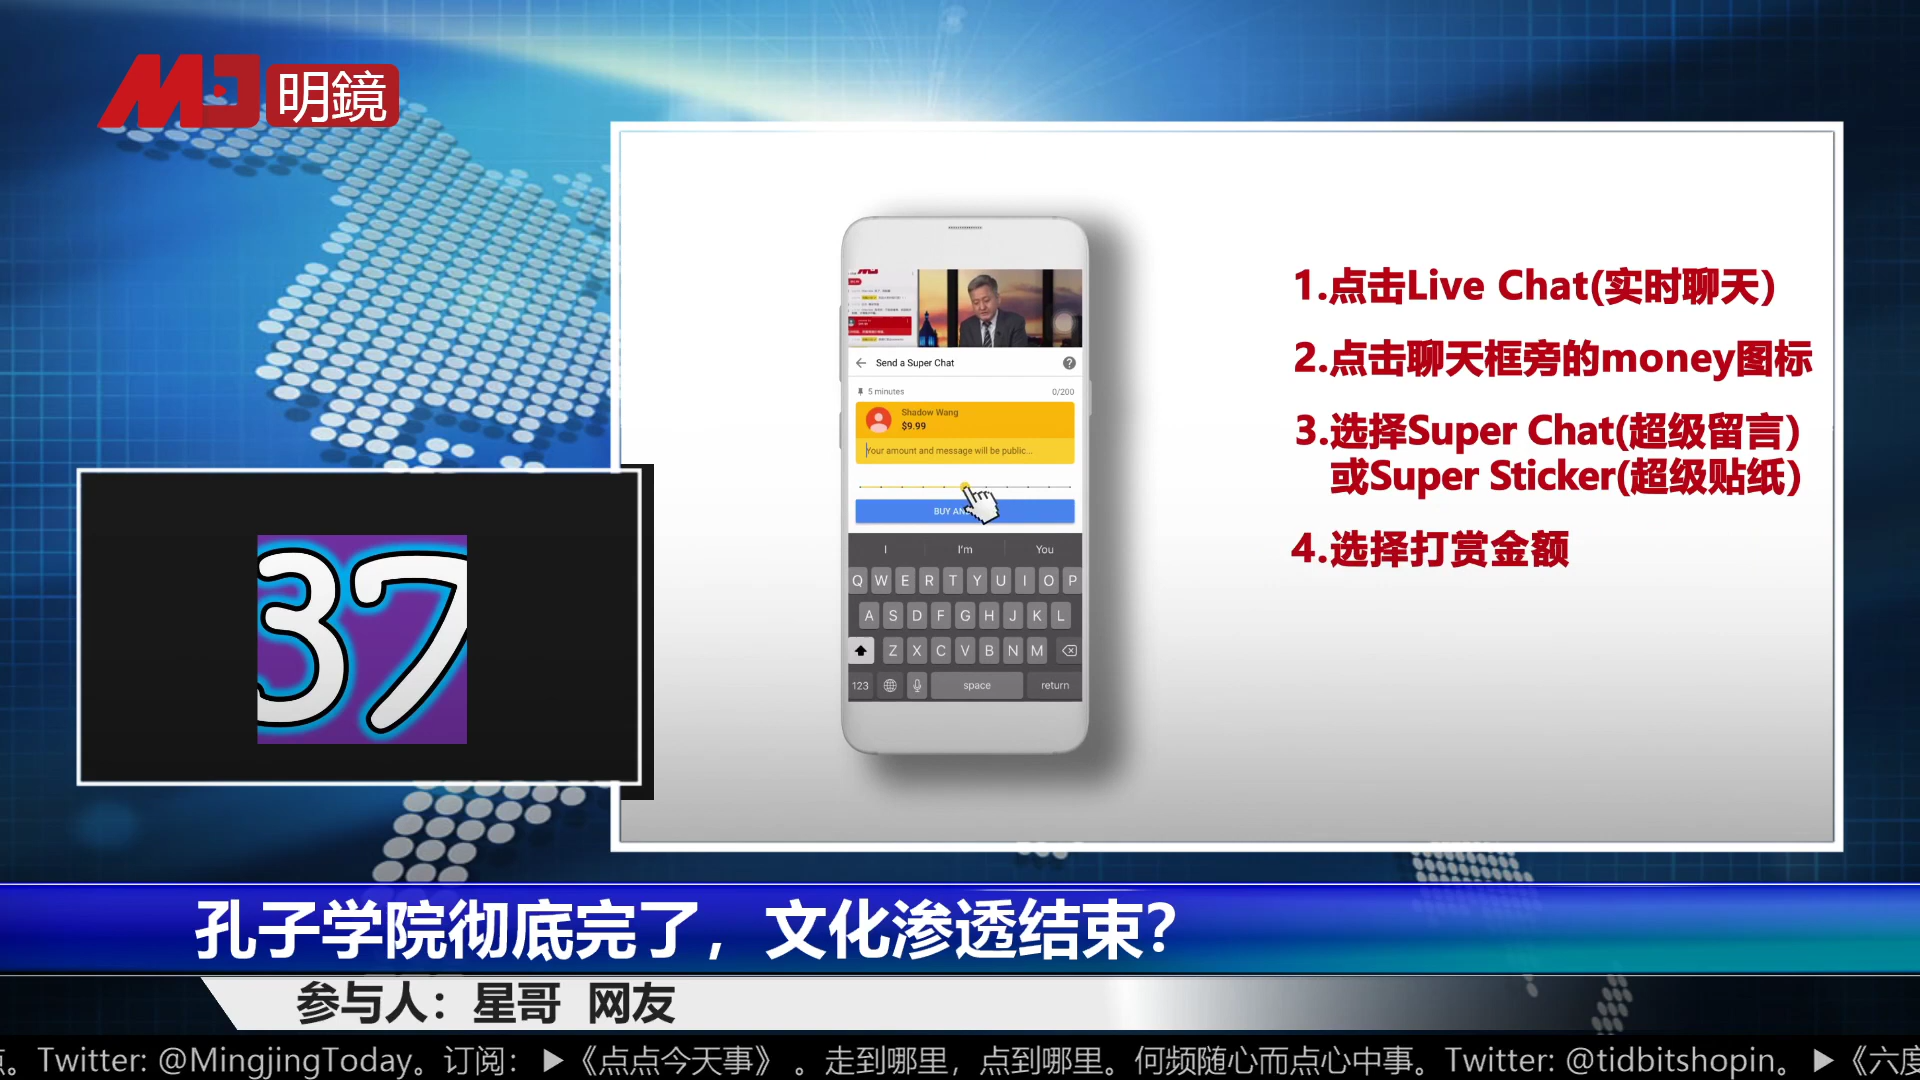 MJ 明鏡
Send a Super Chat
5 minutes
0/200
Shadow Wang
$9.99
Your amount and message will be public...
BUY AN
I I'm You
Q W E R T Y U I O P
A S D F G H J K L
Z X C V B N M
123 space return
1.点击Live Chat(实时聊天)
2.点击聊天框旁的money图标
3.选择Super Chat(超级留言)
或Super Sticker(超级贴纸)
4.选择打赏金额
37
孔子学院彻底完了，文化渗透结束？
参与人：星哥 网友
。Twitter: @MingjingToday。订阅：▶《点点今天事》 。走到哪里，点到哪里。何频随心而点心中事。Twitter: @tidbitshopin。▶《六度